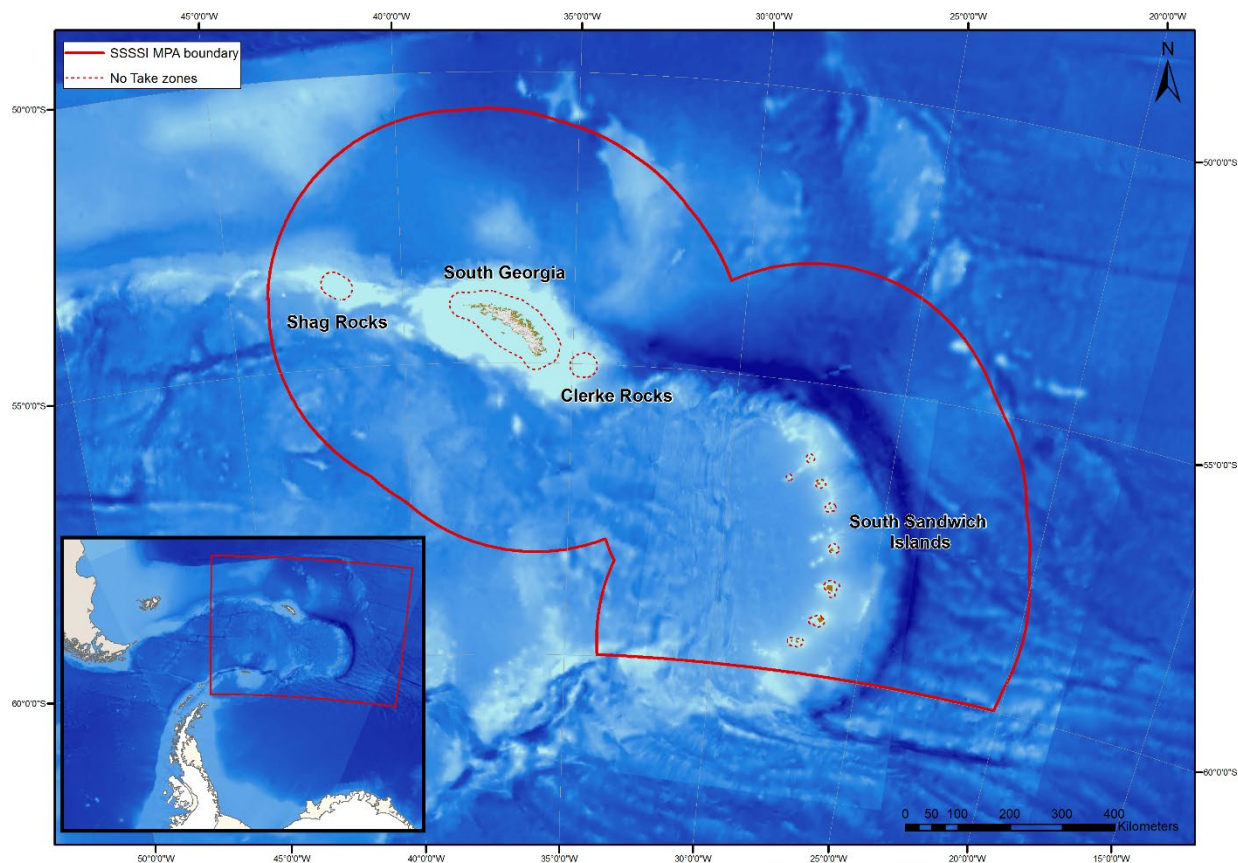 45°0'0"W 40°0'0"W 35°0'0"W 30°0'0"W 25°0'0"W 20°0'0"W
SSSSI MPA boundary
No Take zones
N
50°0'0"S
50°0'0"S
South Georgia
Shag Rocks
Clerke Rocks
55°0'0"S
55°0'0"S
South Sandwich
Islands
60°0'0"S
60°0'0"S
0 50 100 200 300 400
Kilometers
50°0'0"W 45°0'0"W 40°0'0"W 35°0'0"W 30°0'0"W 25°0'0"W 20°0'0"W 15°0'0"W